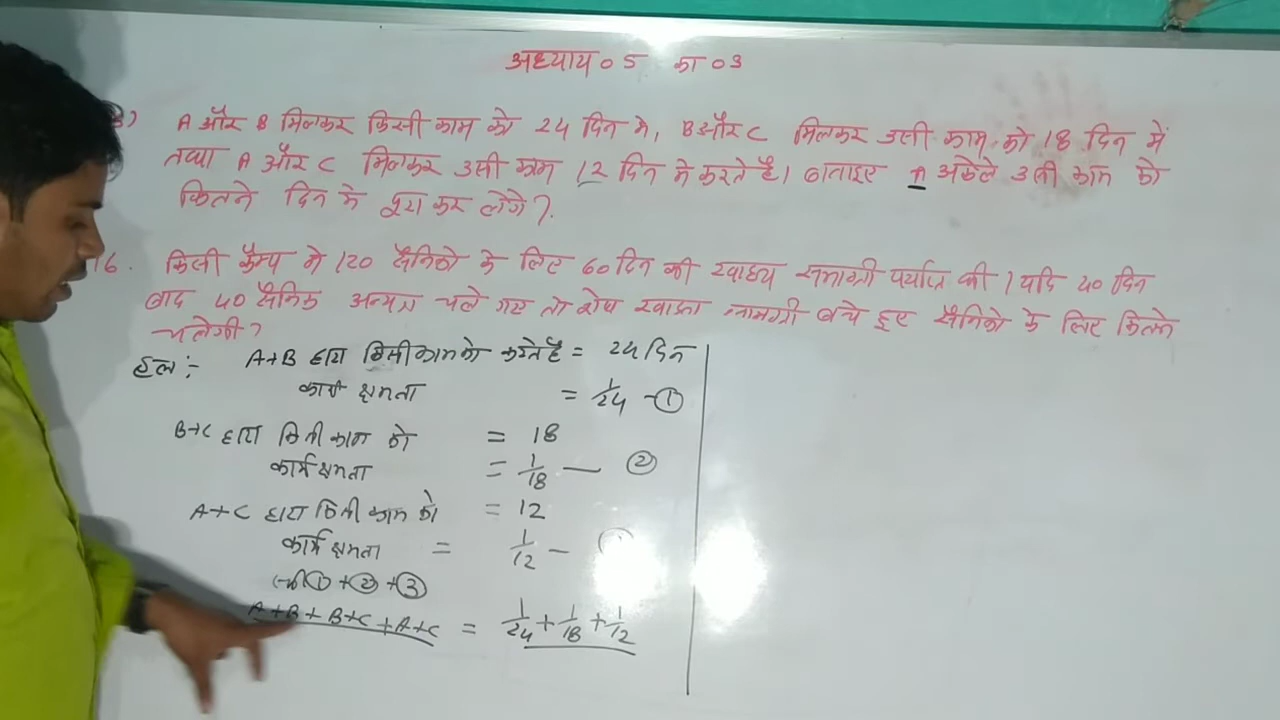 अध्याय 05 का 03
A और B मिलकर किसी काम को 24 दिन मे, B और C मिलकर उसी काम को 18 दिन में
तथा A और C मिलकर उसी काम 12 दिन मे करते है। बताइए A अकेले उसी काम को
कितने दिन मे पूरा कर लेगे ?
16. किसी कैम्प मे 120 सैनिको के लिए 60 दिन की पर्याप्त थी । यदि दिन
बाद 40 सैनिक अन्यत्र चले गए तो शेष बचे हुए सैनिको के लिए कितने
चलेगी ?
हल :- A+B द्वारा किसी काम को करते है = 24 दिन
कार्य क्षमता = 1/24 - ①
B+C द्वारा किसी काम को = 18
कार्यक्षमता = 1/18 — ②
A+C द्वारा किसी काम को = 12
कार्य क्षमता = 1/12 —
① + ② + ③
A+B + B+C + A+C = 1/24 + 1/18 + 1/12